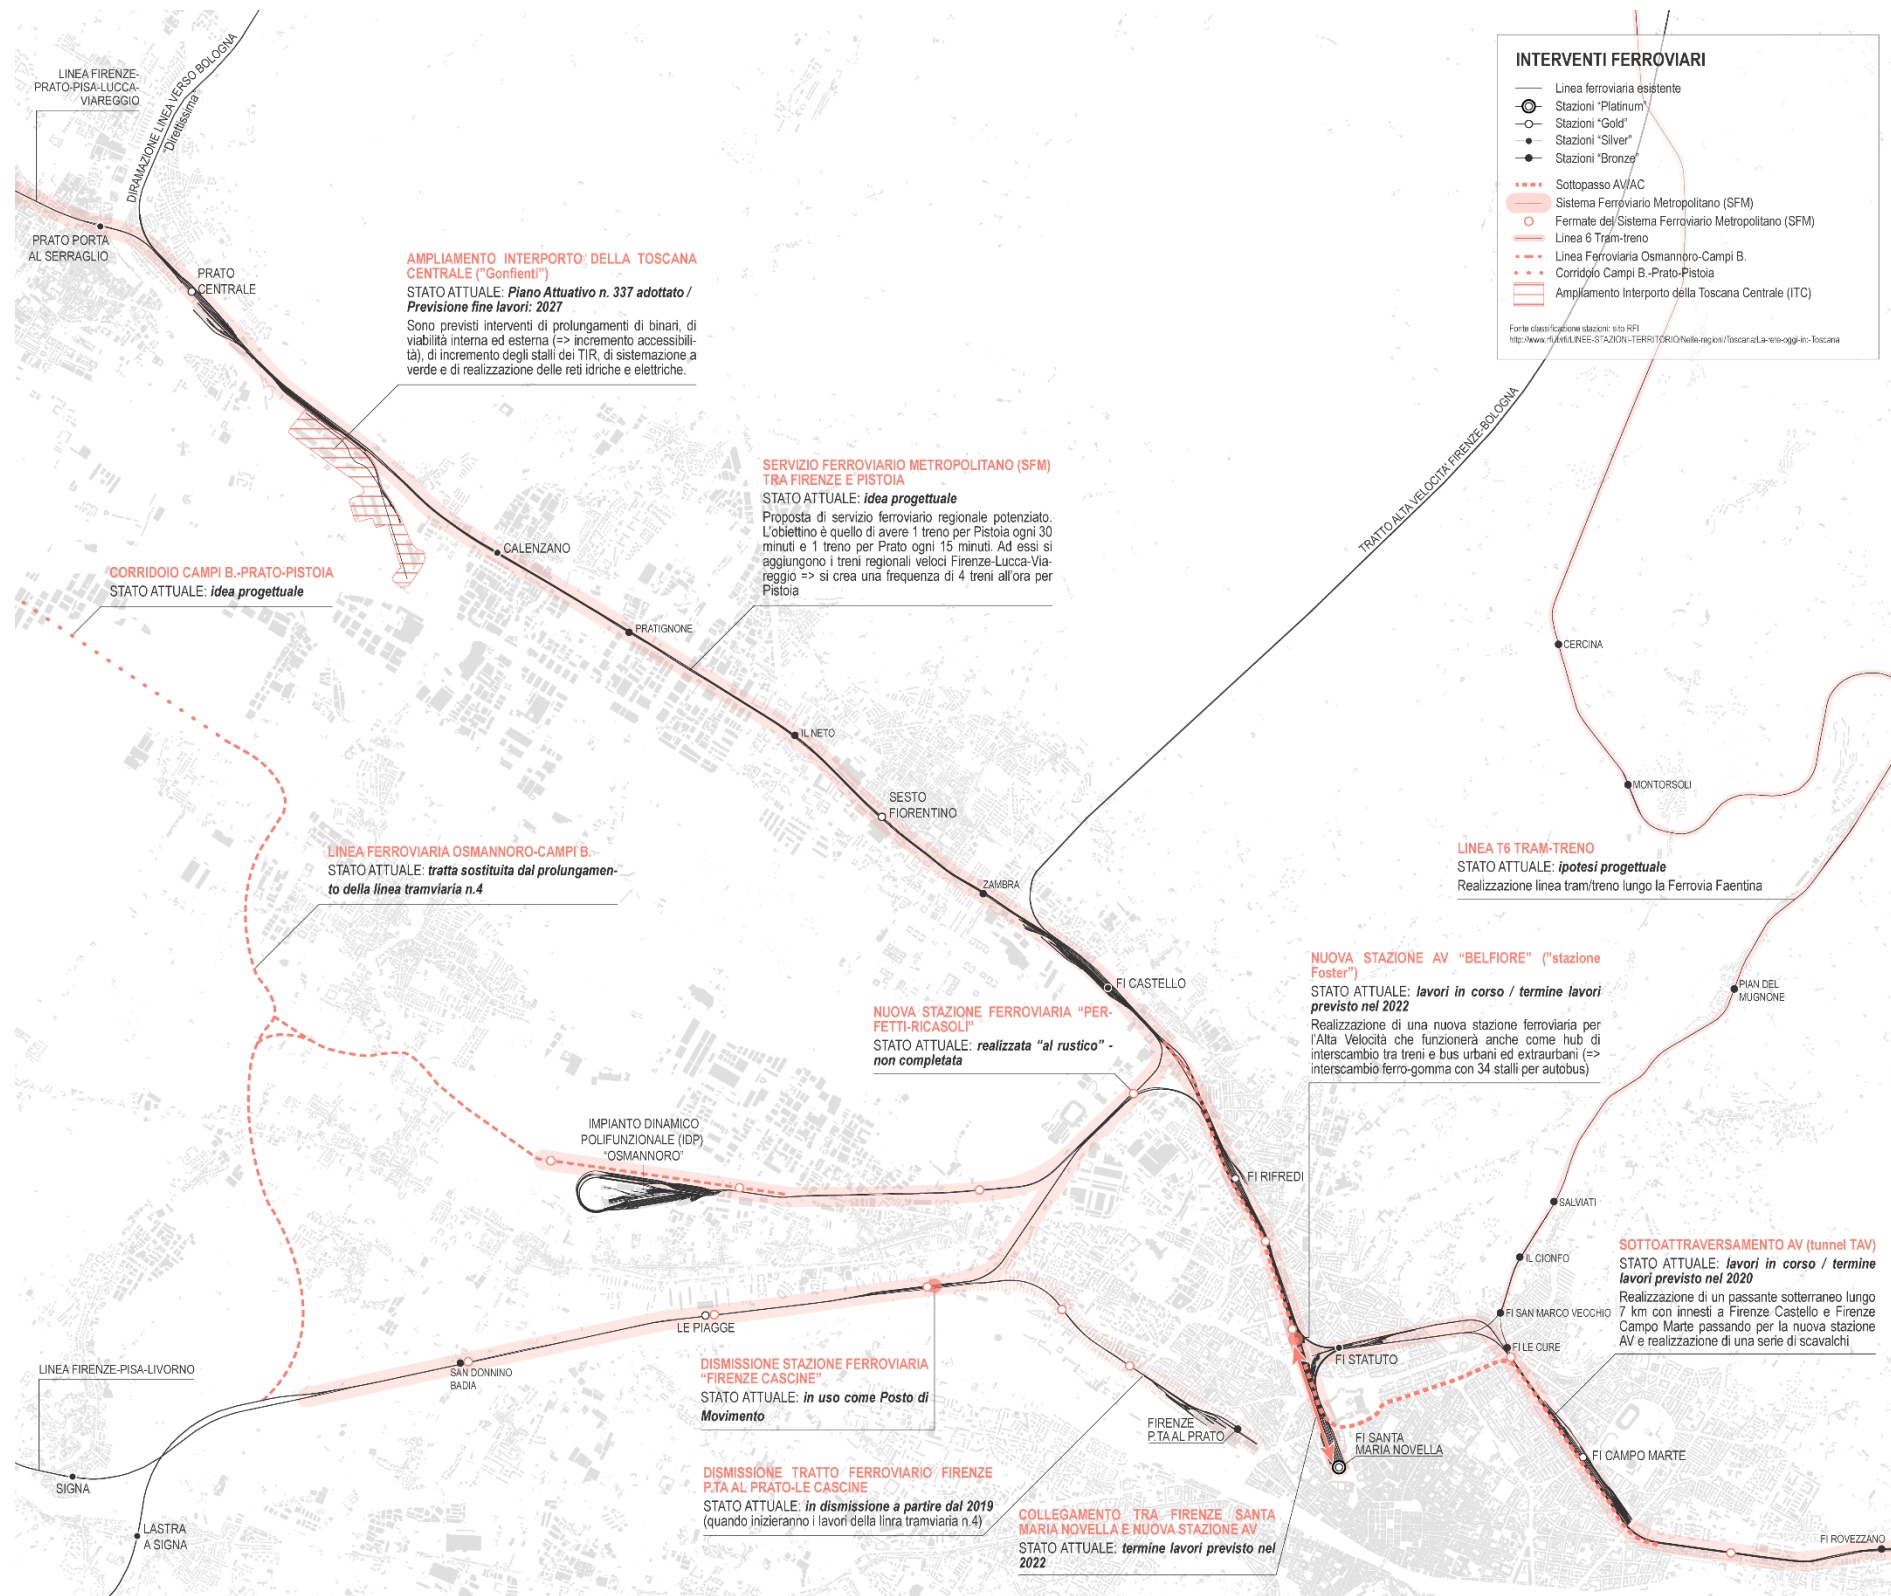 LINEA FIRENZE-
PRATO-PISA-LUCCA-
VIAREGGIO
DIRAMAZIONE LINEA VERSO BOLOGNA
"Direttissima"
PRATO PORTA
AL SERRAGLIO
PRATO
CENTRALE
AMPLIAMENTO INTERPORTO DELLA TOSCANA
CENTRALE ("Gonfienti")
STATO ATTUALE: Piano Attuativo n. 337 adottato /
Previsione fine lavori: 2027
Sono previsti interventi di prolungamenti di binari, di
viabilità interna ed esterna (=> incremento accessibili-
tà), di incremento degli stalli dei TIR, di sistemazione a
verde e di realizzazione delle reti idriche e elettriche.
INTERVENTI FERROVIARI
Linea ferroviaria esistente
Stazioni "Platinum"
Stazioni "Gold"
Stazioni "Silver"
Stazioni "Bronze"
Sottopasso AV/AC
Sistema Ferroviario Metropolitano (SFM)
Fermate del Sistema Ferroviario Metropolitano (SFM)
Linea 6 Tram-treno
Linea Ferroviaria Osmannoro-Campi B.
Corridoio Campi B.-Prato-Pistoia
Ampliamento Interporto della Toscana Centrale (ITC)
Fonte classificazione stazioni: sito RFI
TRATTO ALTA VELOCITA' FIRENZE-BOLOGNA
SERVIZIO FERROVIARIO METROPOLITANO (SFM)
TRA FIRENZE E PISTOIA
STATO ATTUALE: idea progettuale
Proposta di servizio ferroviario regionale potenziato.
L'obiettino è quello di avere 1 treno per Pistoia ogni 30
minuti e 1 treno per Prato ogni 15 minuti. Ad essi si
aggiungono i treni regionali veloci Firenze-Lucca-Via-
reggio => si crea una frequenza di 4 treni all'ora per
Pistoia
CALENZANO
CORRIDOIO CAMPI B.-PRATO-PISTOIA
STATO ATTUALE: idea progettuale
PRATIGNONE
CERCINA
IL NETO
MONTORSOLI
SESTO
FIORENTINO
LINEA FERROVIARIA OSMANNORO-CAMPI B.
STATO ATTUALE: tratta sostituita dal prolungamen-
to della linea tramviaria n.4
LINEA T6 TRAM-TRENO
STATO ATTUALE: ipotesi progettuale
Realizzazione linea tram/treno lungo la Ferrovia Faentina
ZAMBRA
FI CASTELLO
NUOVA STAZIONE AV "BELFIORE" ("stazione
Foster")
STATO ATTUALE: lavori in corso / termine lavori
previsto nel 2022
Realizzazione di una nuova stazione ferroviaria per
l'Alta Velocità che funzionerà anche come hub di
interscambio tra treni e bus urbani ed extraurbani (=>
interscambio ferro-gomma con 34 stalli per autobus)
PIAN DEL
MUGNONE
NUOVA STAZIONE FERROVIARIA "PER-
FETTI-RICASOLI"
STATO ATTUALE: realizzata "al rustico" -
non completata
IMPIANTO DINAMICO
POLIFUNZIONALE (IDP)
"OSMANNORO"
FI RIFREDI
SALVIATI
IL CIONFO
SOTTOATTRAVERSAMENTO AV (tunnel TAV)
STATO ATTUALE: lavori in corso / termine
lavori previsto nel 2020
Realizzazione di un passante sotterraneo lungo
7 km con innesti a Firenze Castello e Firenze
Campo Marte passando per la nuova stazione
AV e realizzazione di una serie di scavalchi
FI SAN MARCO VECCHIO
FI LE CURE
FI STATUTO
LE PIAGGE
SAN DONNINO
BADIA
LINEA FIRENZE-PISA-LIVORNO
DISMISSIONE STAZIONE FERROVIARIA
"FIRENZE CASCINE"
STATO ATTUALE: in uso come Posto di
Movimento
FIRENZE
P.TA AL PRATO
FI SANTA
MARIA NOVELLA
FI CAMPO MARTE
SIGNA
DISMISSIONE TRATTO FERROVIARIO FIRENZE
P.TA AL PRATO-LE CASCINE
STATO ATTUALE: in dismissione a partire dal 2019
(quando inizieranno i lavori della linra tramviaria n.4)
COLLEGAMENTO TRA FIRENZE SANTA
MARIA NOVELLA E NUOVA STAZIONE AV
STATO ATTUALE: termine lavori previsto nel
2022
LASTRA
A SIGNA
FI ROVEZZANO